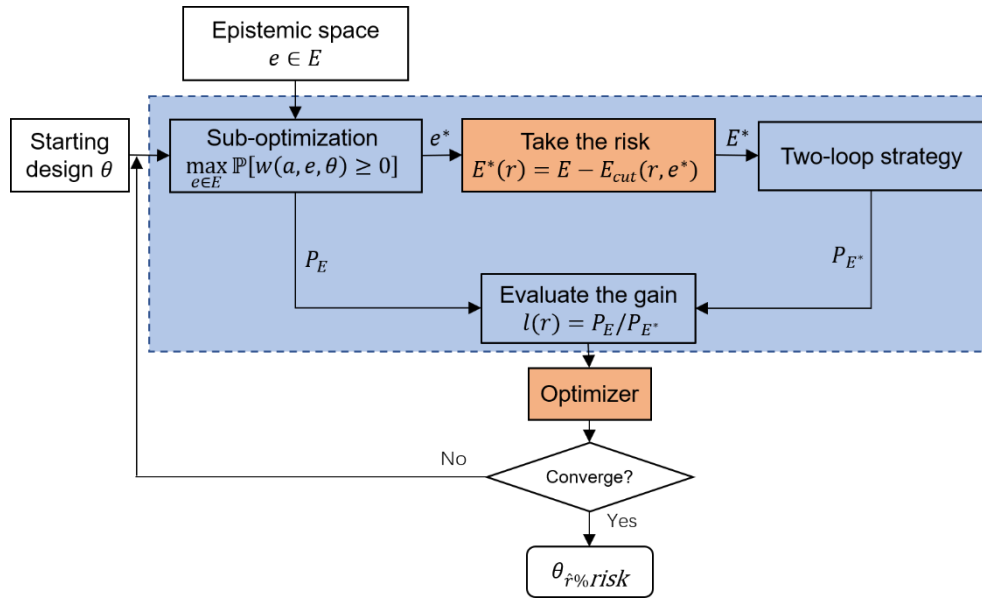 Epistemic space
e ∈ E
Starting
design θ
Sub-optimization
max ℙ[w(a, e, θ) ≥ 0]
e∈E
e*
Take the risk
E*(r) = E − E_cut(r, e*)
E*
Two-loop strategy
P_E
P_E*
Evaluate the gain
l(r) = P_E/P_E*
Optimizer
No
Converge?
Yes
θ_r̂%risk